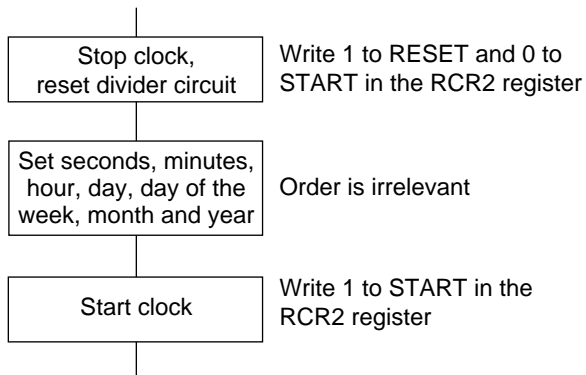 Stop clock,
reset divider circuit
Write 1 to RESET and 0 to
START in the RCR2 register
Set seconds, minutes,
hour, day, day of the
week, month and year
Order is irrelevant
Start clock
Write 1 to START in the
RCR2 register